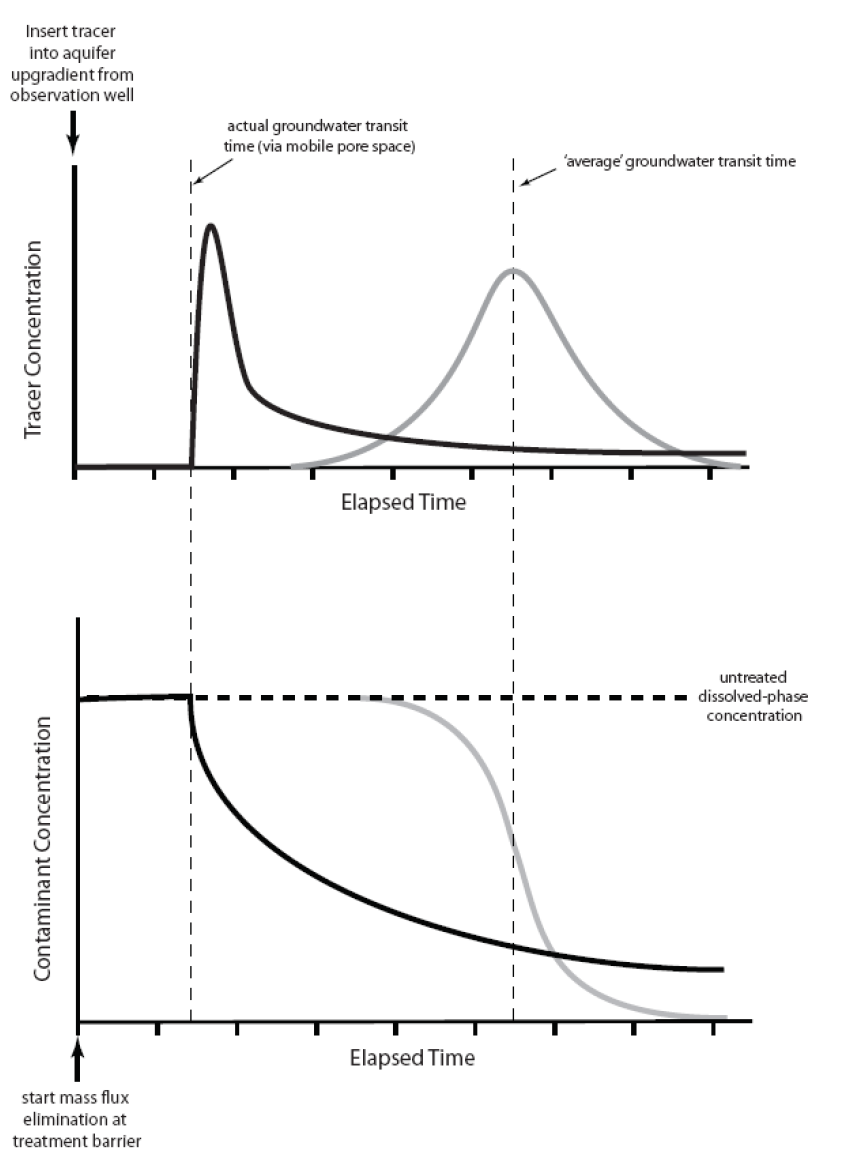 Insert tracer
into aquifer
upgradient from
observation well
actual groundwater transit
time (via mobile pore space)
'average' groundwater transit time
Tracer Concentration
Elapsed Time
untreated
dissolved-phase
concentration
Contaminant Concentration
Elapsed Time
start mass flux
elimination at
treatment barrier